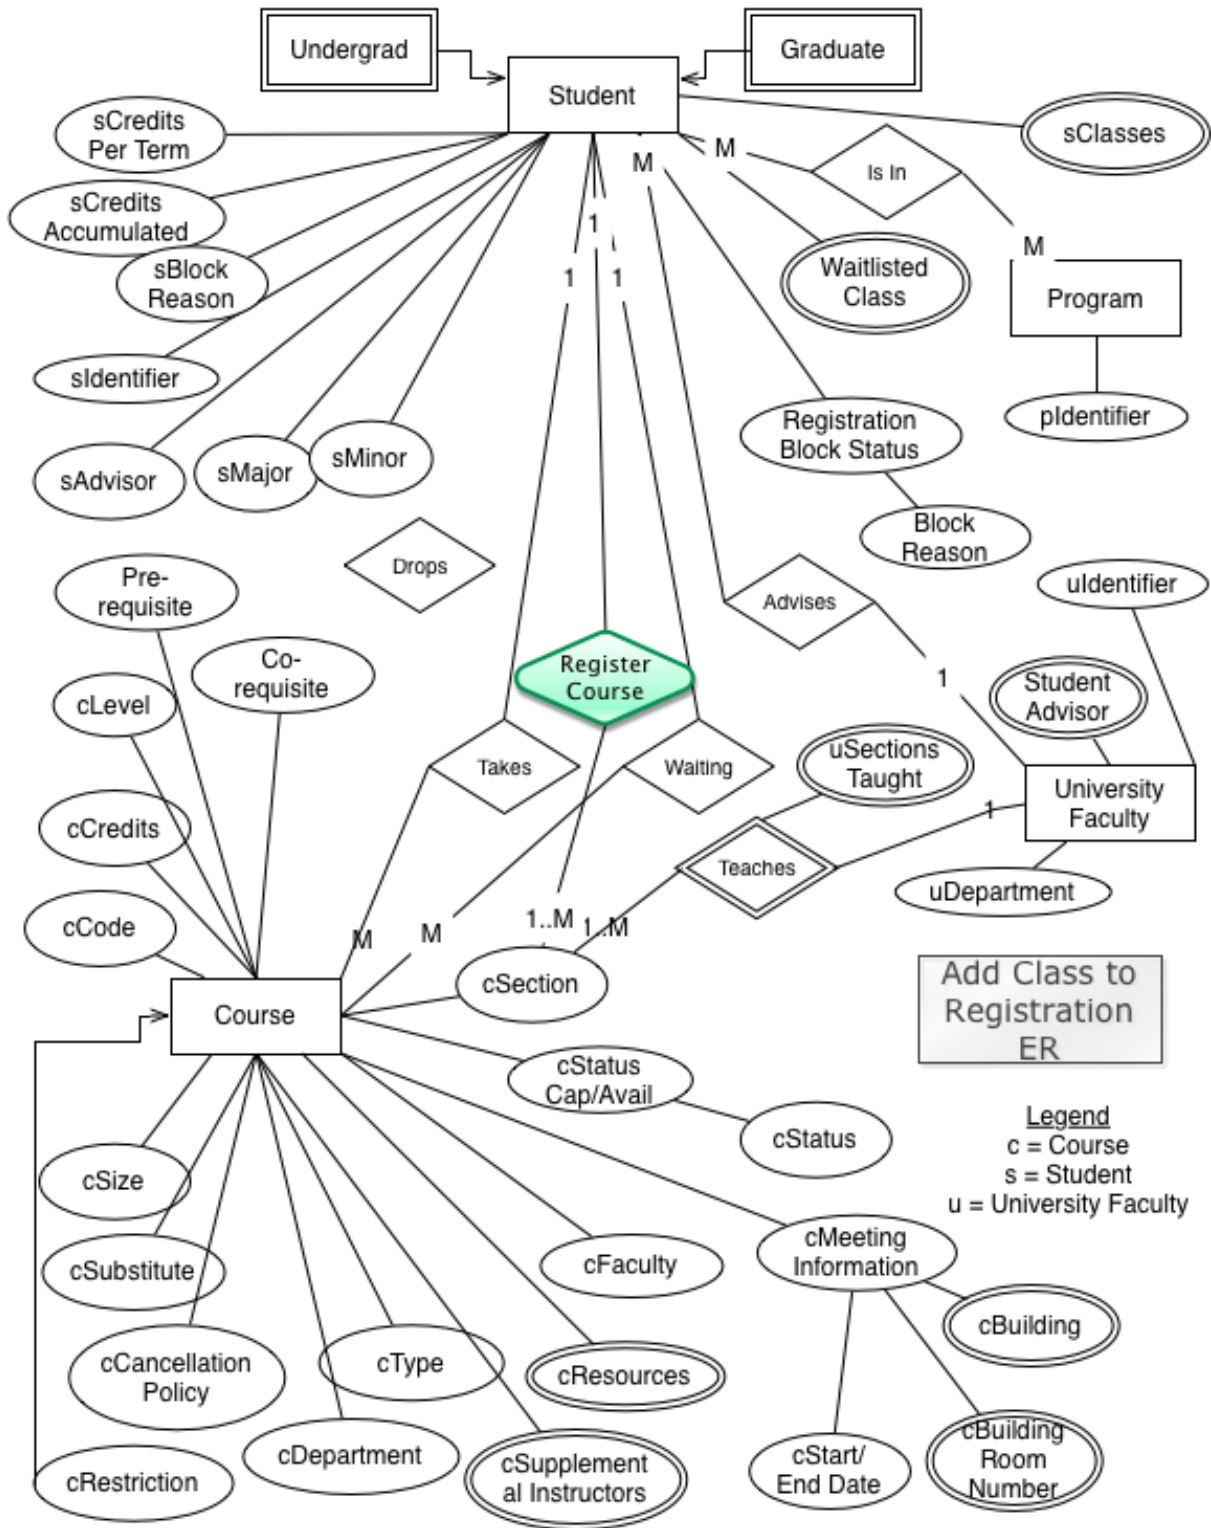 Undergrad
Graduate
Student
sCredits
Per Term
sClasses
M
M
Is In
sCredits
Accumulated
1
M
sBlock
Reason
1
1
Waitlisted
Class
Program
sIdentifier
pIdentifier
Registration
Block Status
sAdvisor
sMajor
sMinor
Block
Reason
Drops
Pre-
requisite
uIdentifier
Advises
Co-
requisite
Register
Course
1
Student
Advisor
cLevel
Takes
Waiting
uSections
Taught
University
Faculty
1
cCredits
Teaches
uDepartment
cCode
M
M
1..M
1..M
cSection
Add Class to
Registration
ER
Course
cStatus
Cap/Avail
cStatus
Legend
c = Course
s = Student
u = University Faculty
cSize
cSubstitute
cFaculty
cMeeting
Information
cBuilding
cCancellation
Policy
cType
cResources
cRestriction
cDepartment
cSupplement
al Instructors
cStart/
End Date
cBuilding
Room
Number